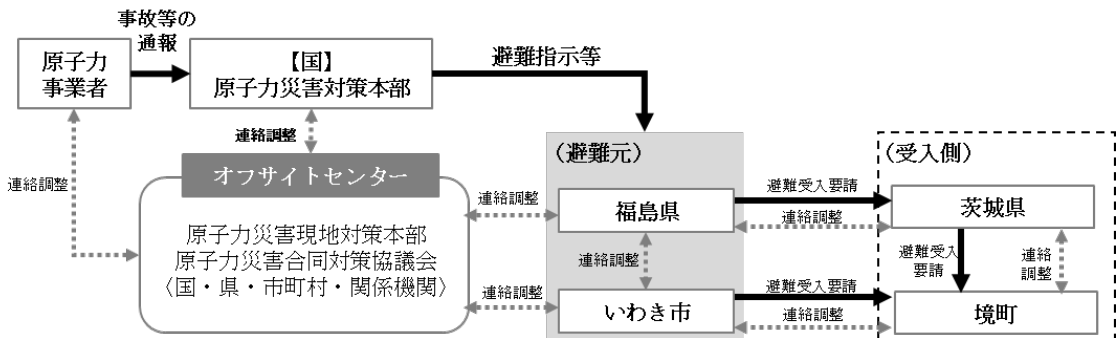 事故等の
通報
原子力
事業者
【国】
原子力災害対策本部
避難指示等
連絡調整
連絡調整
オフサイトセンター
原子力災害現地対策本部
原子力災害合同対策協議会
〈国・県・市町村・関係機関〉
(避難元)
(受入側)
連絡調整
福島県
避難受入要請
連絡調整
茨城県
連絡調整
避難受入
要請
連絡
調整
連絡調整
いわき市
避難受入要請
連絡調整
境町